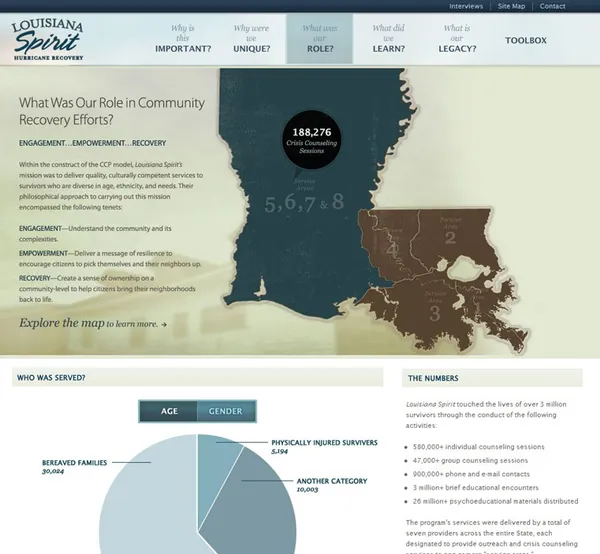 Interviews
Site Map
Contact
LOUISIANA
Spirit
HURRICANE RECOVERY
Why is
this
IMPORTANT?
Why were
we
UNIQUE?
What was
our
ROLE?
What did
we
LEARN?
What is
our
LEGACY?
TOOLBOX
What Was Our Role in Community
Recovery Efforts?
ENGAGEMENT...EMPOWERMENT...RECOVERY
Within the construct of the CCP model, Louisiana Spirit's
mission was to deliver quality, culturally competent services to
survivors who are diverse in age, ethnicity, and needs. Their
philosophical approach to carrying out this mission
encompassed the following tenets:
ENGAGEMENT—Understand the community and its
complexities.
EMPOWERMENT—Deliver a message of resilience to
encourage citizens to pick themselves and their neighbors up.
RECOVERY—Create a sense of ownership on a
community-level to help citizens bring their neighborhoods
back to life.
Explore the map to learn more. →
188,276
Crisis Counseling
Sessions
Service
Areas
5,6,7 & 8
Service
Area
2
4
Service
Area
3
WHO WAS SERVED?
AGE
GENDER
PHYSICALLY INJURED SURVIVERS
5,194
BEREAVED FAMILIES
30,024
ANOTHER CATEGORY
10,003
THE NUMBERS
Louisiana Spirit touched the lives of over 3 million
survivors through the conduct of the following
activities:
• 580,000+ individual counseling sessions
• 47,000+ group counseling sessions
• 900,000+ phone and e-mail contacts
• 3 million+ brief educational encounters
• 26 million+ psychoeducational materials distributed
The program's services were delivered by a total of
seven providers across the entire State, each
designated to provide outreach and crisis counseling